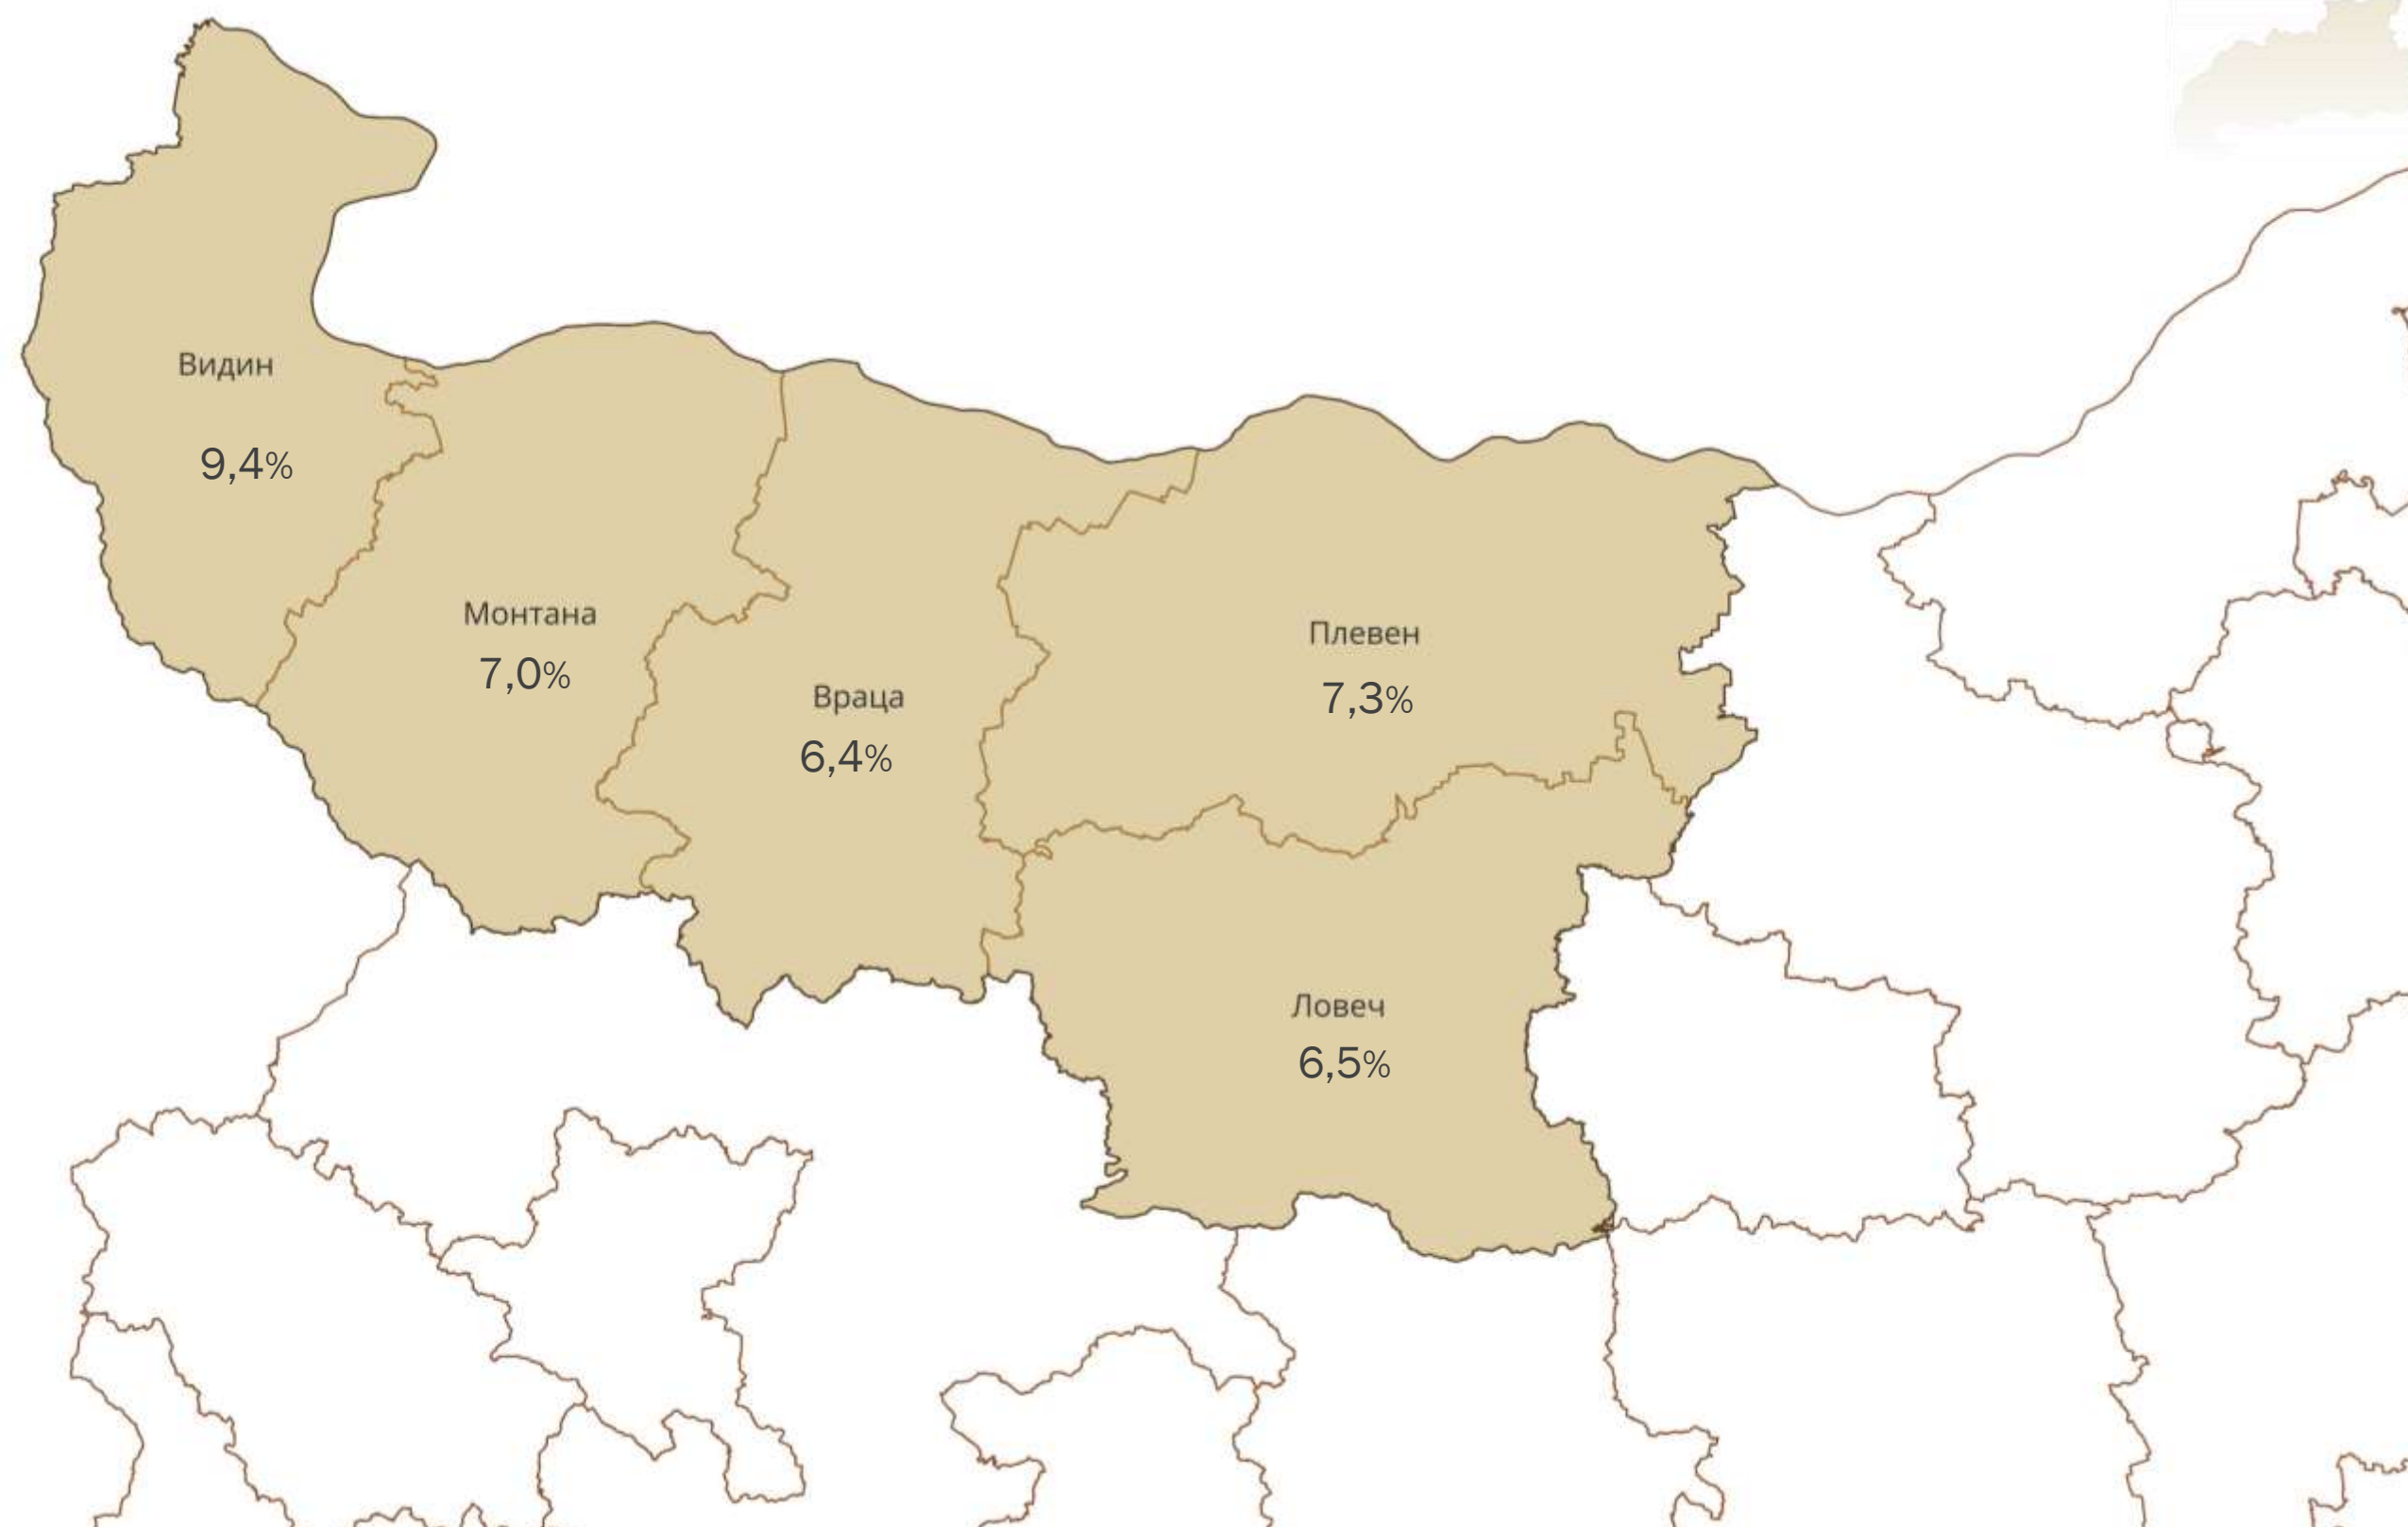 Видин
9,4%
Монтана
7,0%
Враца
6,4%
Плевен
7,3%
Ловеч
6,5%